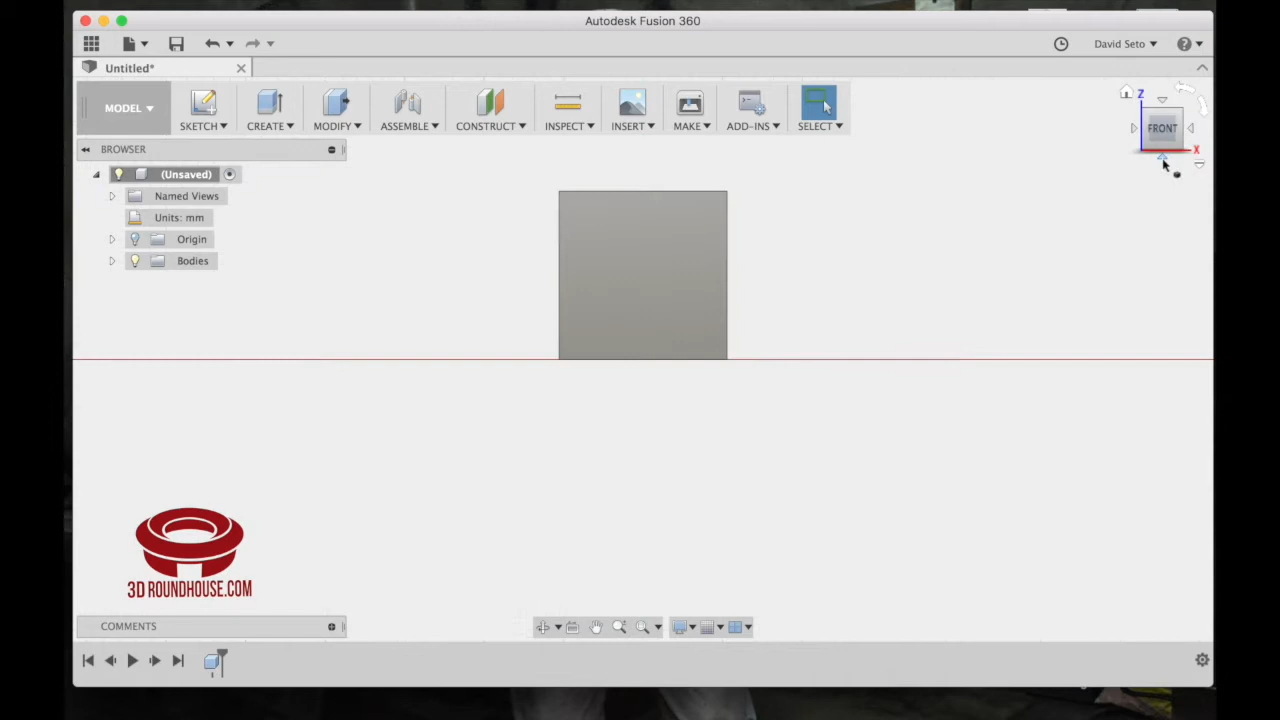 Autodesk Fusion 360
David Seto
Untitled*
MODEL
SKETCH
CREATE
MODIFY
ASSEMBLE
CONSTRUCT
INSPECT
INSERT
MAKE
ADD-INS
SELECT
Z
FRONT
X
BROWSER
(Unsaved)
Named Views
Units: mm
Origin
Bodies
3D ROUNDHOUSE.COM
COMMENTS